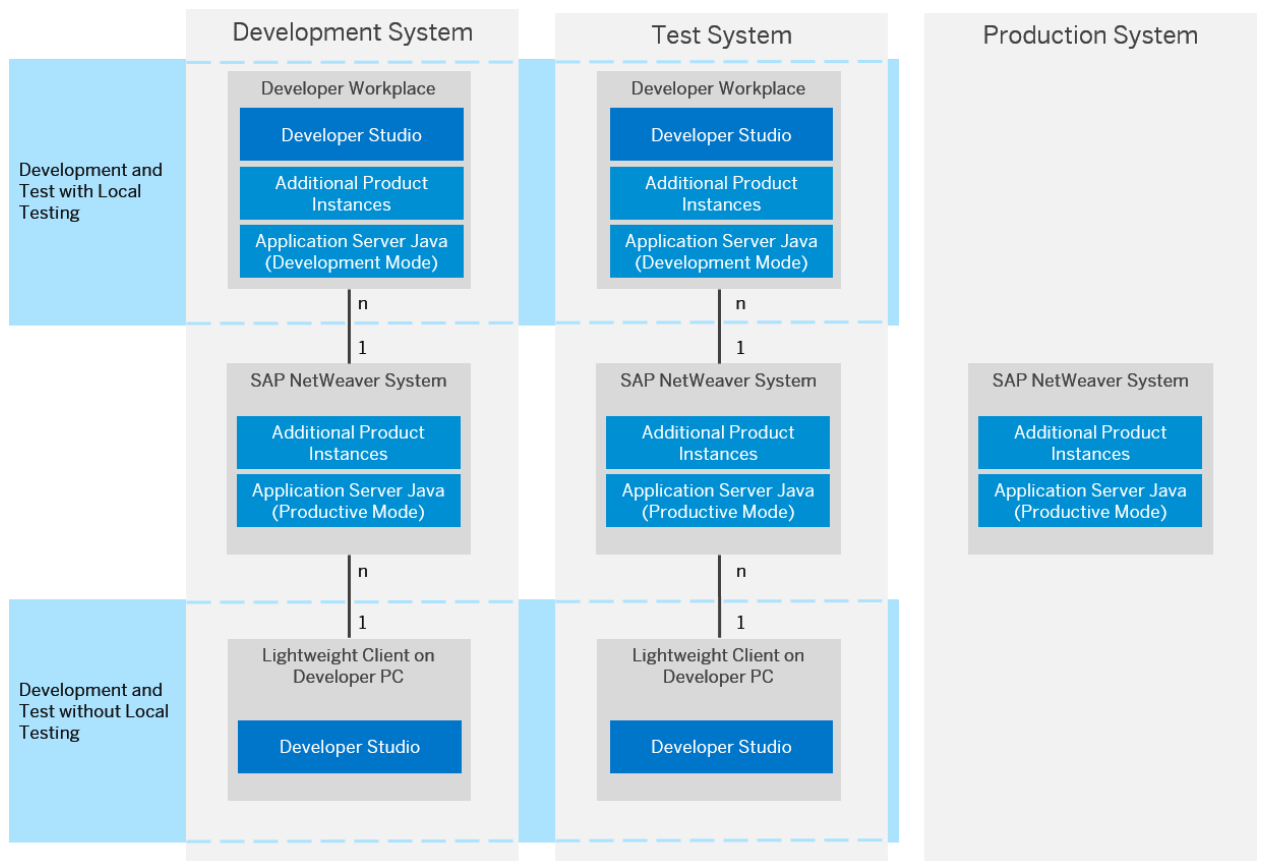 Development System
Test System
Production System
Development and
Test with Local
Testing
Developer Workplace
Developer Studio
Additional Product
Instances
Application Server Java
(Development Mode)
n
1
Developer Workplace
Developer Studio
Additional Product
Instances
Application Server Java
(Development Mode)
n
1
SAP NetWeaver System
Additional Product
Instances
Application Server Java
(Productive Mode)
n
1
SAP NetWeaver System
Additional Product
Instances
Application Server Java
(Productive Mode)
n
1
SAP NetWeaver System
Additional Product
Instances
Application Server Java
(Productive Mode)
Development and
Test without Local
Testing
Lightweight Client on
Developer PC
Developer Studio
Lightweight Client on
Developer PC
Developer Studio